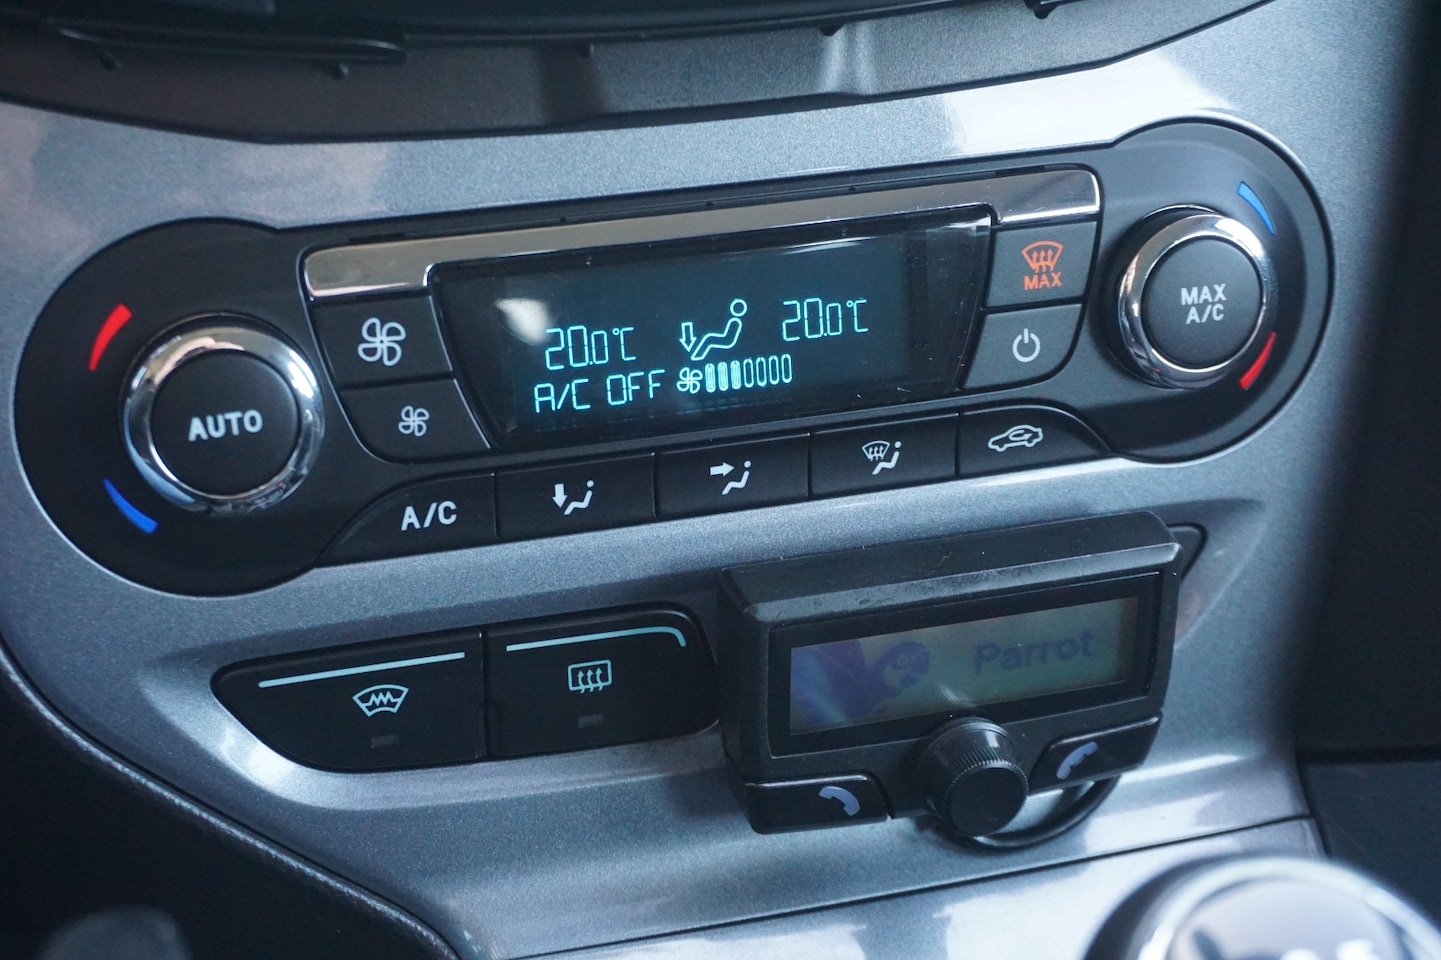 MAX
MAX
A/C
20.0°C
20.0°C
A/C OFF
AUTO
A/C
Parrot